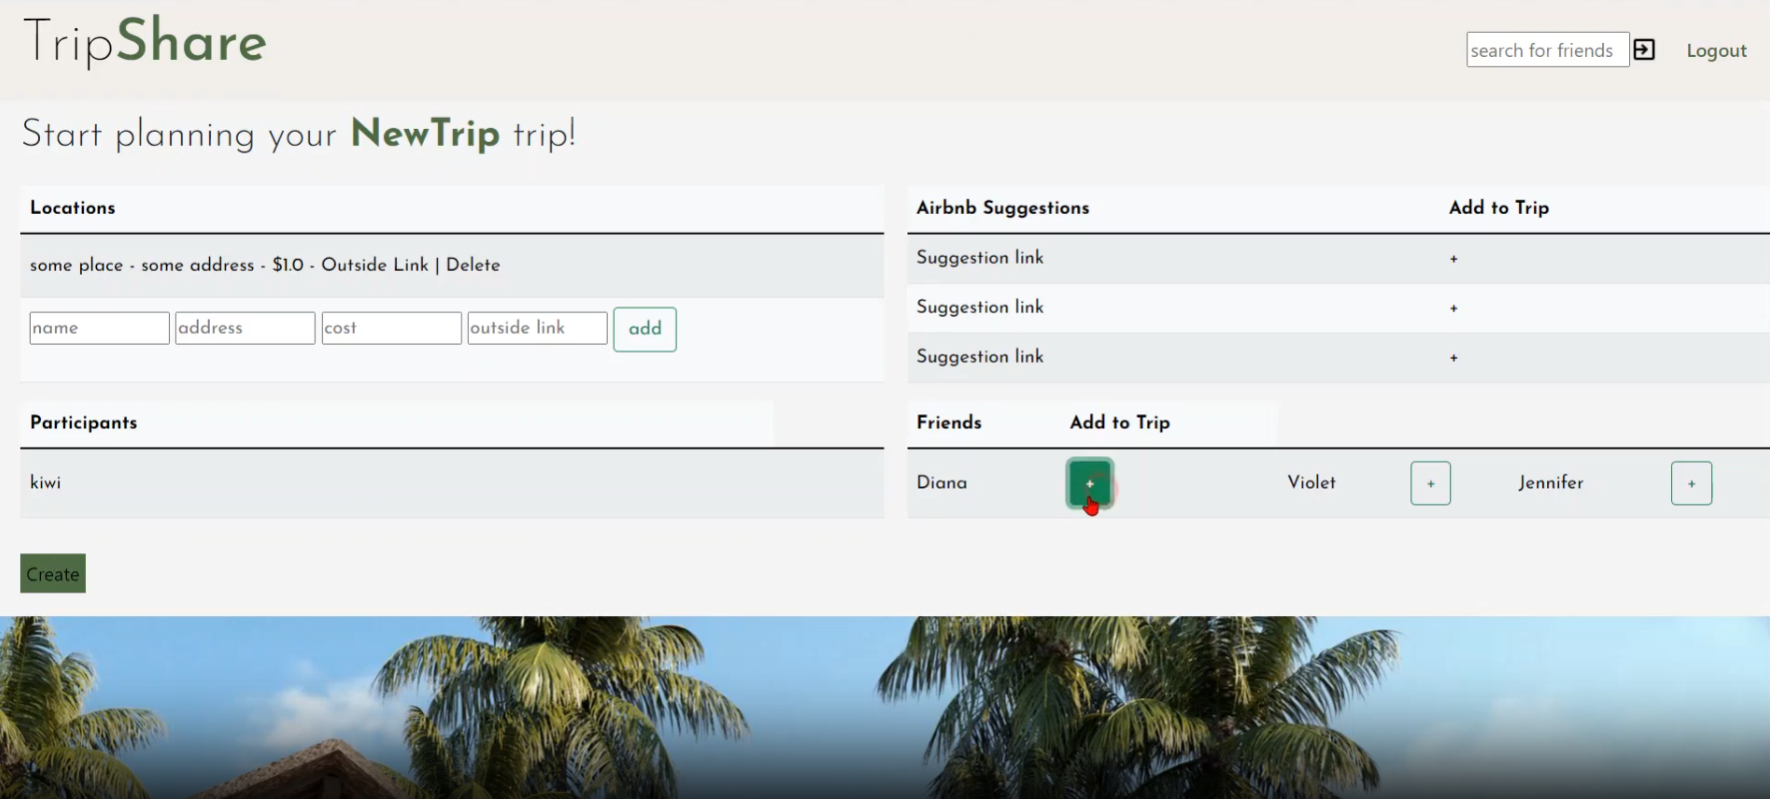 TripShare
search for friends
Logout
Start planning your NewTrip trip!
Locations
some place - some address - $1.0 - Outside Link | Delete
name address cost outside link add
Airbnb Suggestions Add to Trip
Suggestion link +
Suggestion link +
Suggestion link +
Participants
kiwi
Friends Add to Trip
Diana + Violet + Jennifer +
Create